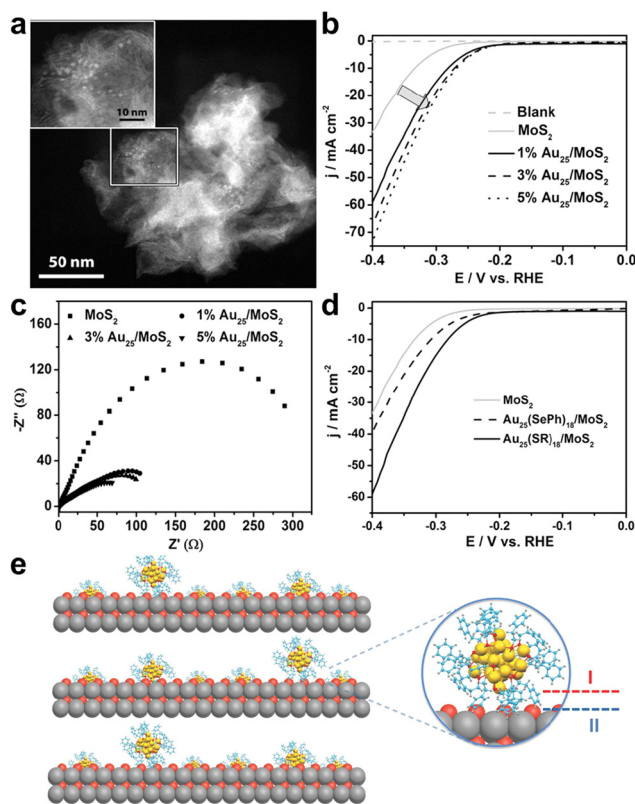 a
10 nm
50 nm
b
0
-10
-20
-30
-40
-50
-60
-70
j / mA cm⁻²
Blank
MoS₂
1% Au₂₅/MoS₂
3% Au₂₅/MoS₂
5% Au₂₅/MoS₂
-0.4 -0.3 -0.2 -0.1 0.0
E / V vs. RHE
c
-160
-120
-80
-40
0
-Z'' (Ω)
MoS₂ 1% Au₂₅/MoS₂
3% Au₂₅/MoS₂ 5% Au₂₅/MoS₂
0 50 100 150 200 250 300
Z' (Ω)
d
0
-10
-20
-30
-40
-50
-60
j / mA cm⁻²
MoS₂
Au₂₅(SePh)₁₈/MoS₂
Au₂₅(SR)₁₈/MoS₂
-0.4 -0.3 -0.2 -0.1 0.0
E / V vs. RHE
e
I
II